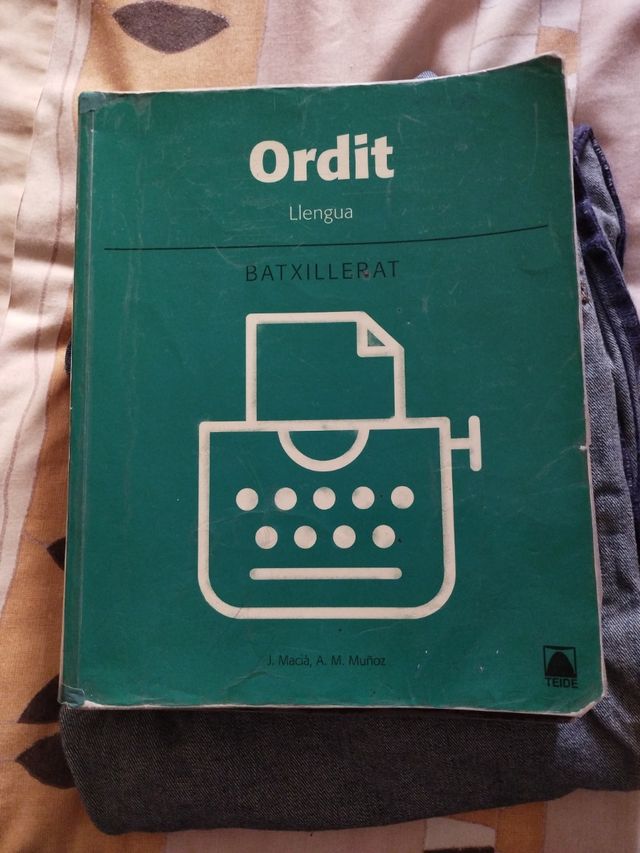 Ordit
Llengua
BATXILLERAT
J. Macià, A. M. Muñoz
TEIDE